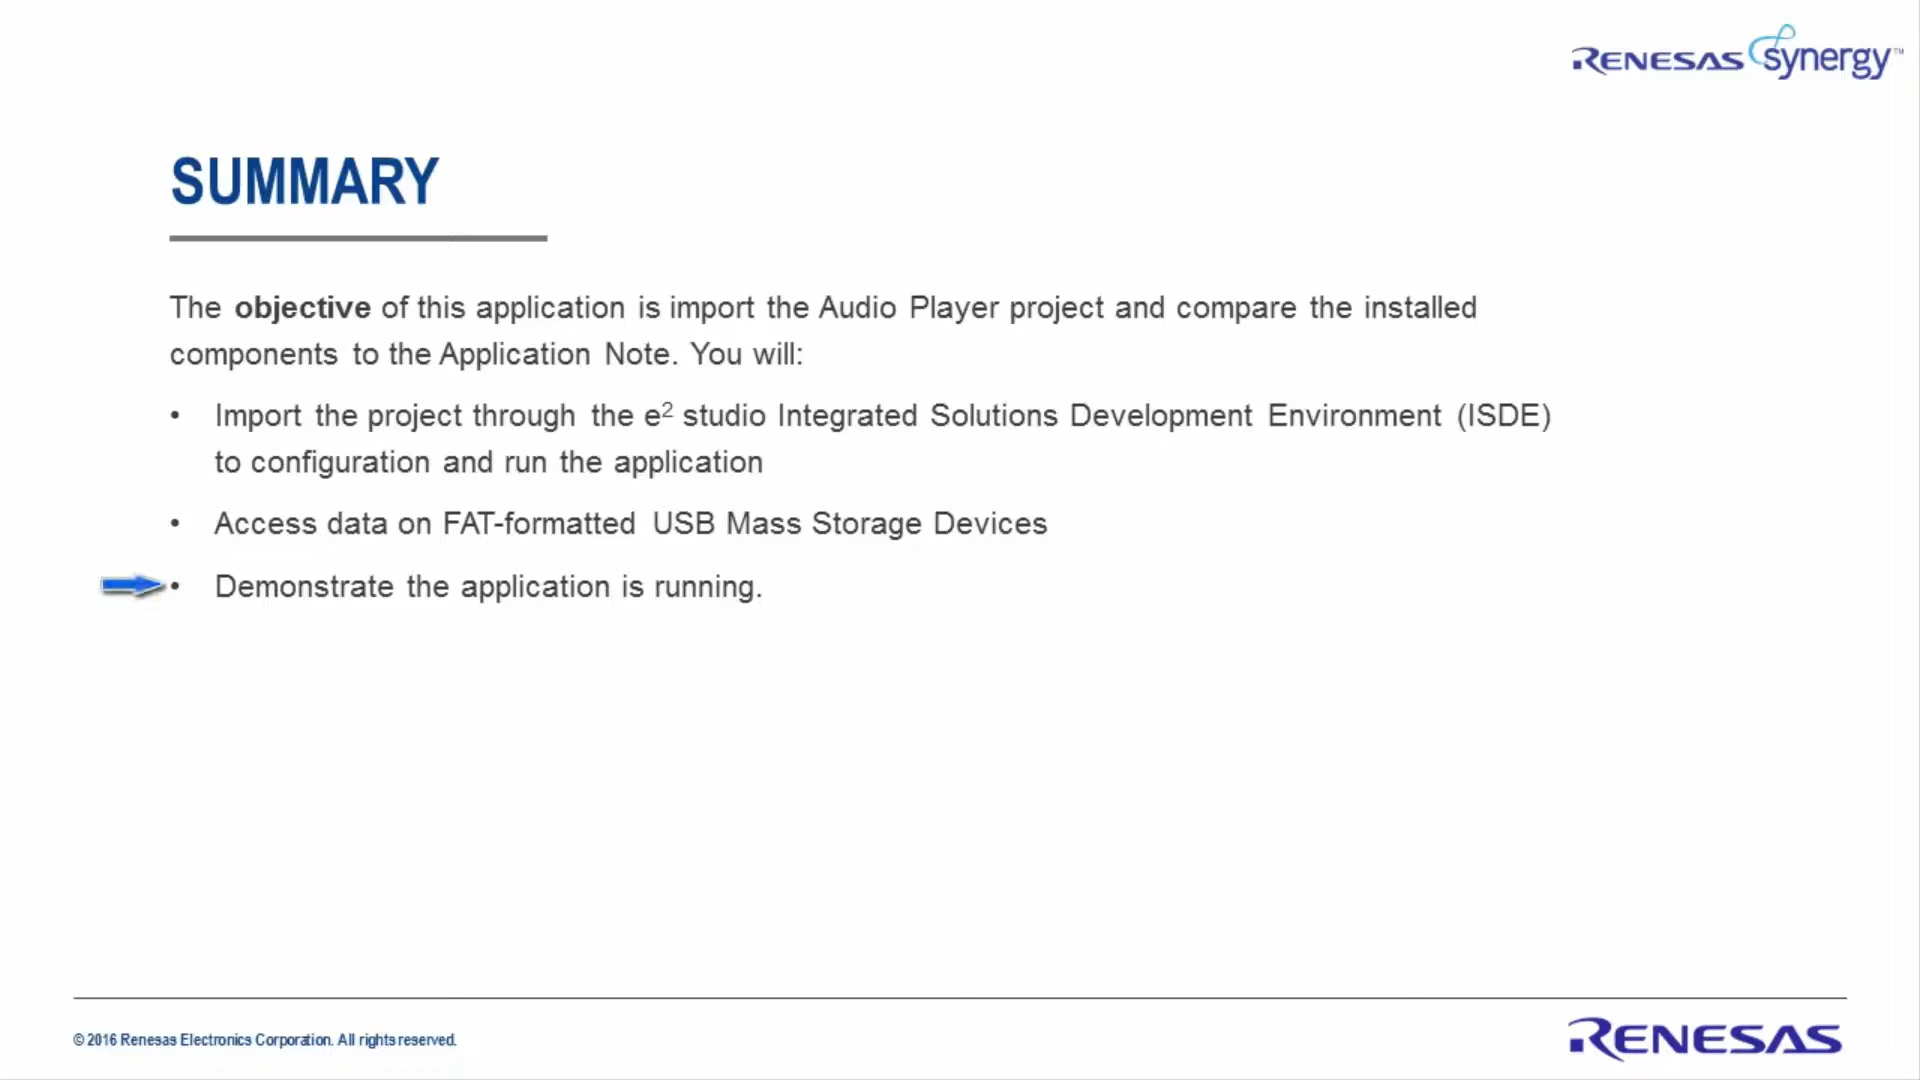 RENESAS synergy™
SUMMARY
The objective of this application is import the Audio Player project and compare the installed
components to the Application Note. You will:
• Import the project through the e² studio Integrated Solutions Development Environment (ISDE)
to configuration and run the application
• Access data on FAT-formatted USB Mass Storage Devices
• Demonstrate the application is running.
© 2016 Renesas Electronics Corporation. All rights reserved.
RENESAS